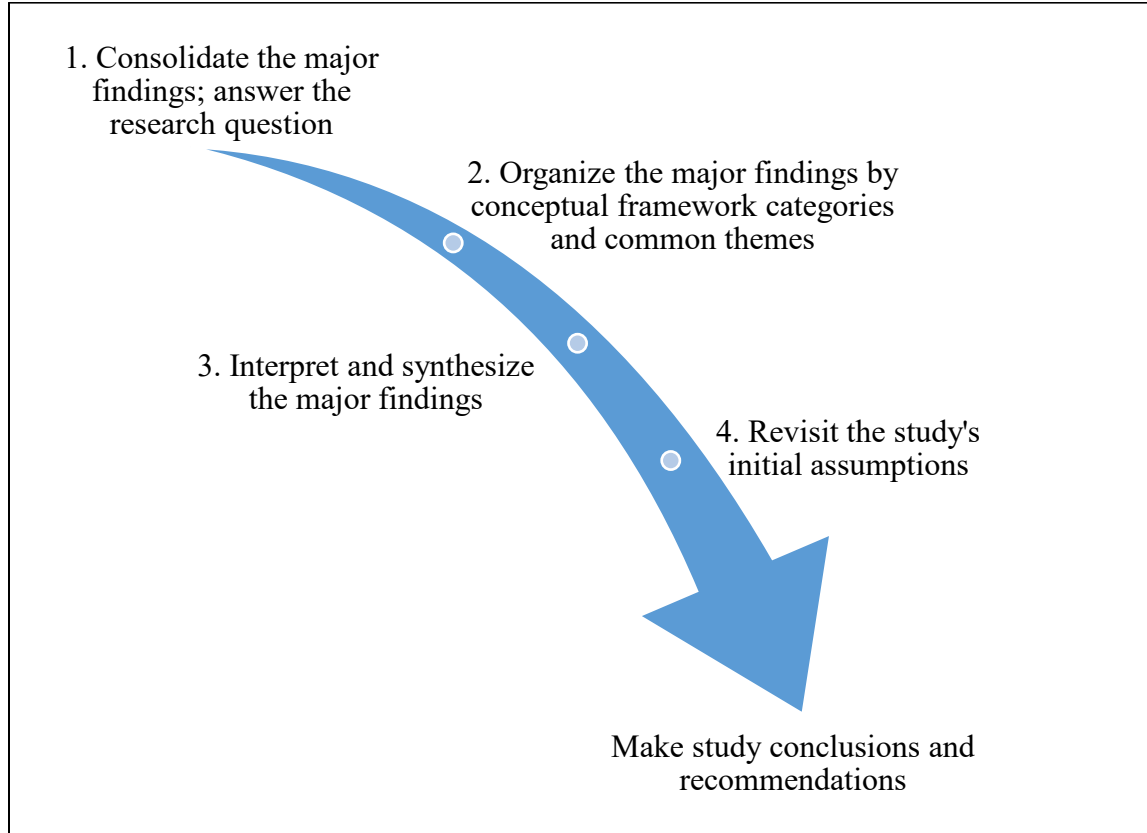 1. Consolidate the major
findings; answer the
research question
2. Organize the major findings by
conceptual framework categories
and common themes
3. Interpret and synthesize
the major findings
4. Revisit the study's
initial assumptions
Make study conclusions and
recommendations